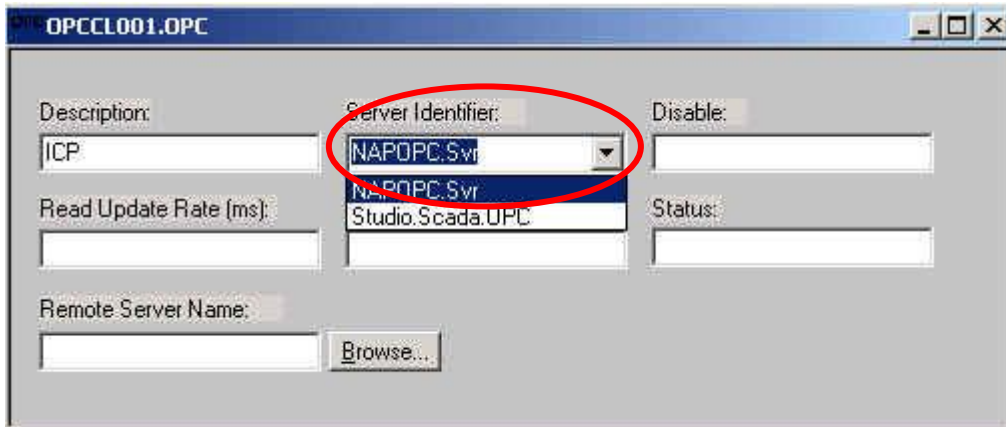 OPCCL001.OPC
Description: Server Identifier: Disable:
ICP NAPOPC.Svr
NAPOPC.Svr
Read Update Rate (ms): Studio.Scada.OPC Status:
Remote Server Name:
Browse...